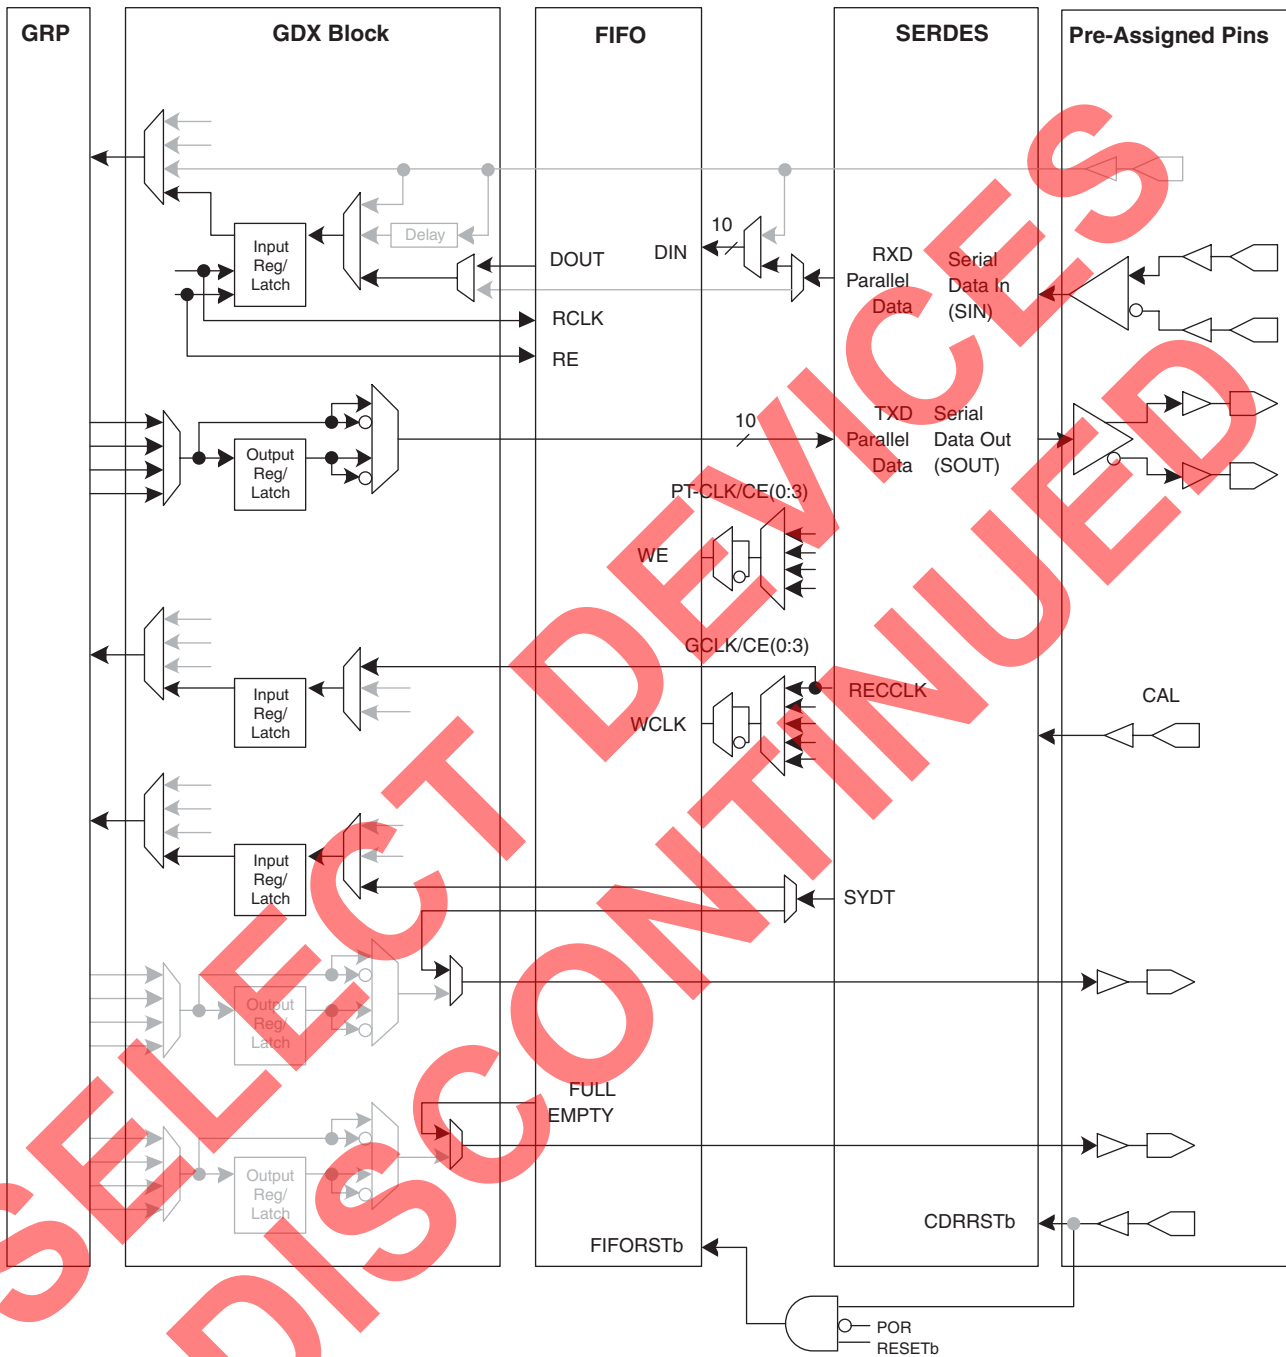 GRP
GDX Block
FIFO
SERDES
Pre-Assigned Pins
Delay
Input
Reg/
Latch
DOUT
DIN
10
RXD
Parallel
Data
Serial
Data In
(SIN)
RCLK
RE
Output
Reg/
Latch
10
TXD
Parallel
Data
Serial
Data Out
(SOUT)
PT-CLK/CE(0:3)
WE
GCLK/CE(0:3)
Input
Reg/
Latch
WCLK
RECCLK
CAL
Input
Reg/
Latch
SYDT
Output
Reg/
Latch
FULL
EMPTY
Output
Reg/
Latch
CDRRSTb
FIFORSTb
POR
RESETb
SELECT DEVICES
DISCONTINUED